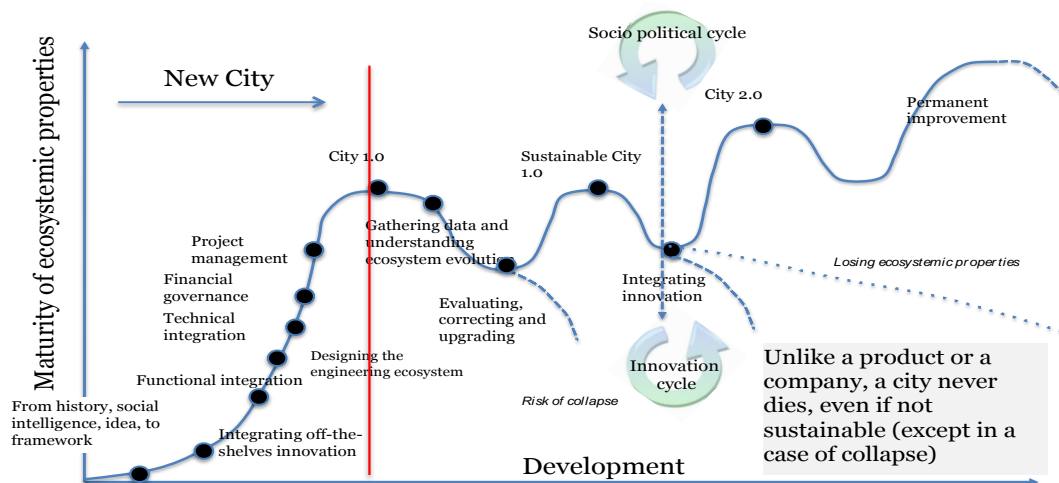 Maturity of ecosystemic properties
New City
Socio political cycle
City 2.0
Permanent
improvement
City 1.0
Sustainable City
1.0
Gathering data and
understanding
ecosystem evolution
Project
management
Financial
governance
Technical
integration
Losing ecosystemic properties
Integrating
innovation
Evaluating,
correcting and
upgrading
Designing the
engineering ecosystem
Functional integration
Innovation
cycle
Risk of collapse
From history, social
intelligence, idea, to
framework
Integrating off-the-
shelves innovation
Unlike a product or a
company, a city never
dies, even if not
sustainable (except in a
case of collapse)
Development